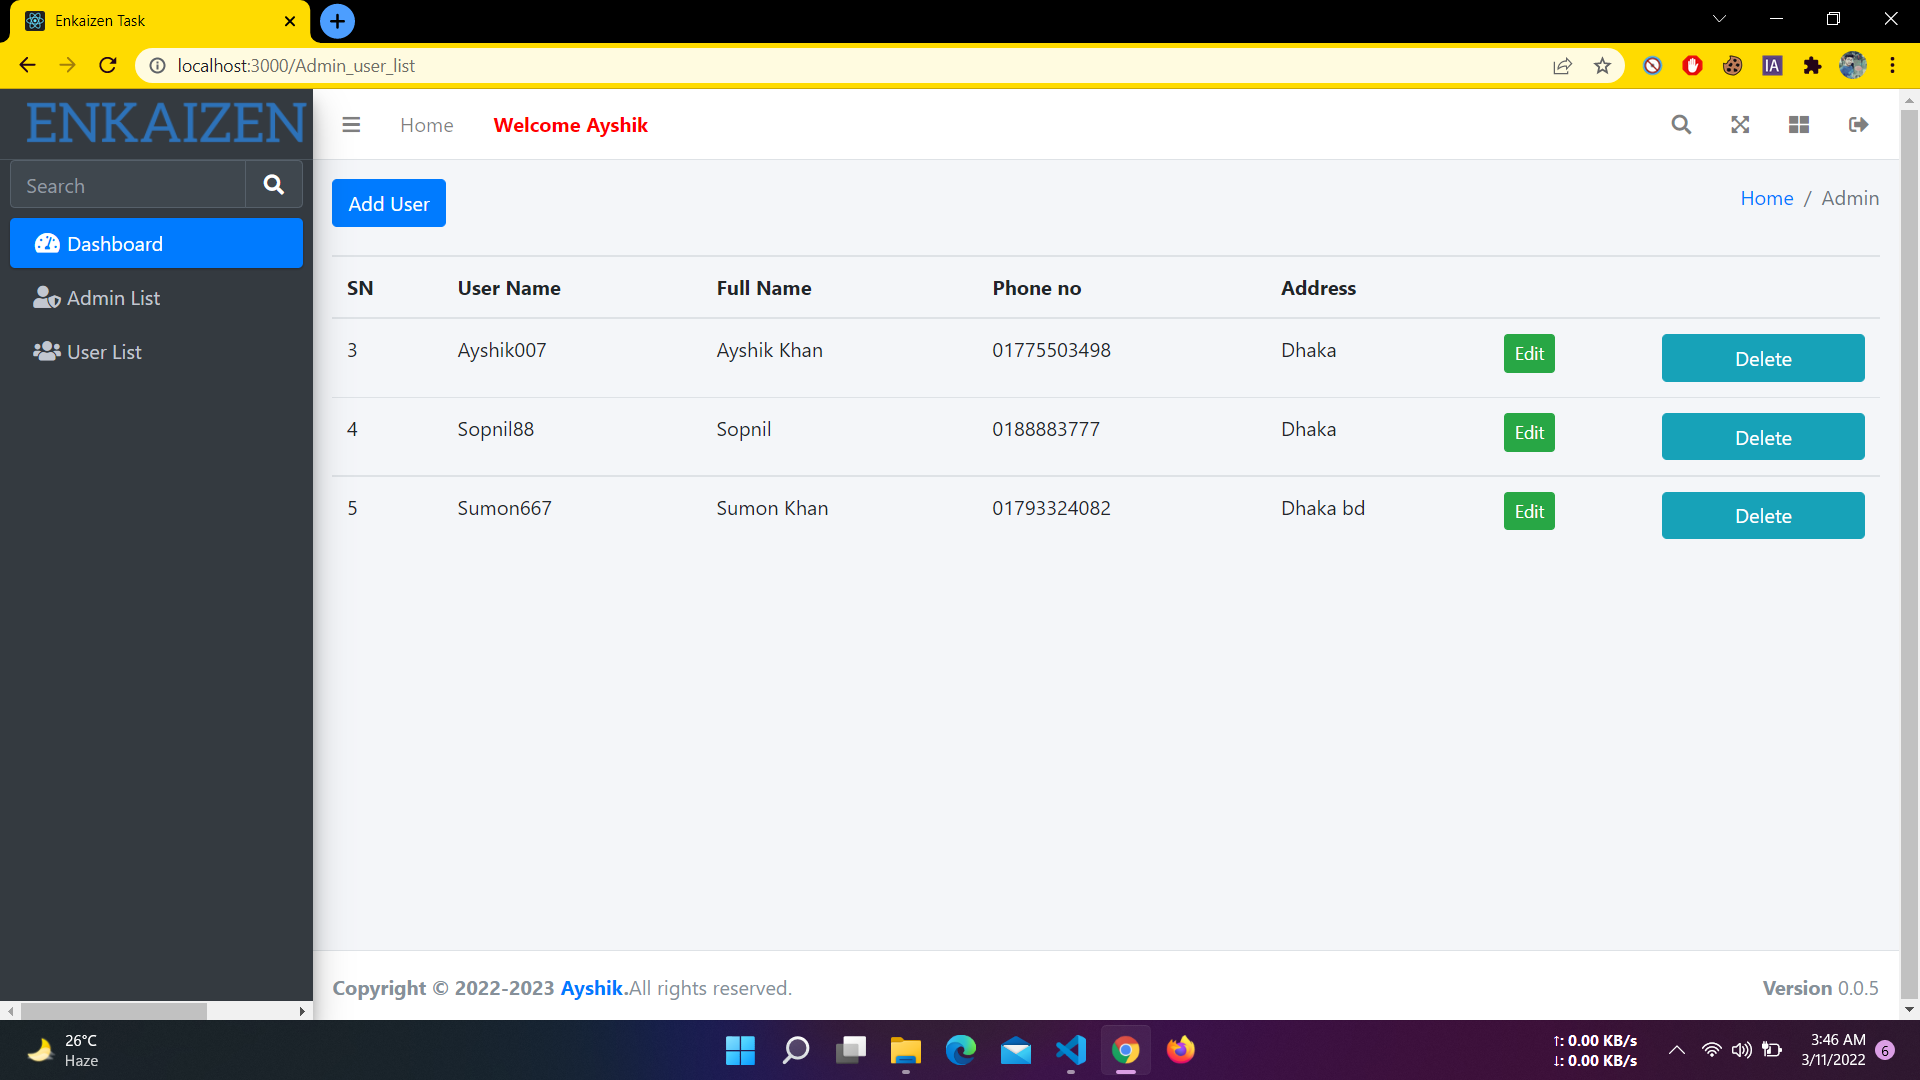 Enkaizen Task
localhost:3000/Admin_user_list
IA
ENKAIZEN
Home Welcome Ayshik
Search
Dashboard
Admin List
User List
Add User
Home / Admin
SN User Name Full Name Phone no Address
3 Ayshik007 Ayshik Khan 01775503498 Dhaka Edit Delete
4 Sopnil88 Sopnil 0188883777 Dhaka Edit Delete
5 Sumon667 Sumon Khan 01793324082 Dhaka bd Edit Delete
Copyright © 2022-2023 Ayshik.All rights reserved.
Version 0.0.5
26°C
Haze
↑: 0.00 KB/s
↓: 0.00 KB/s
3:46 AM
3/11/2022
6